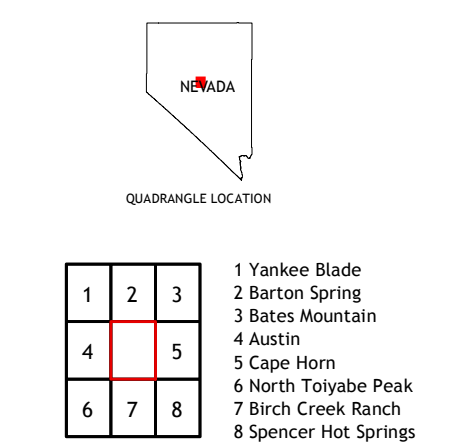 NEVADA
QUADRANGLE LOCATION
1 2 3
4 5
6 7 8
1 Yankee Blade
2 Barton Spring
3 Bates Mountain
4 Austin
5 Cape Horn
6 North Toiyabe Peak
7 Birch Creek Ranch
8 Spencer Hot Springs